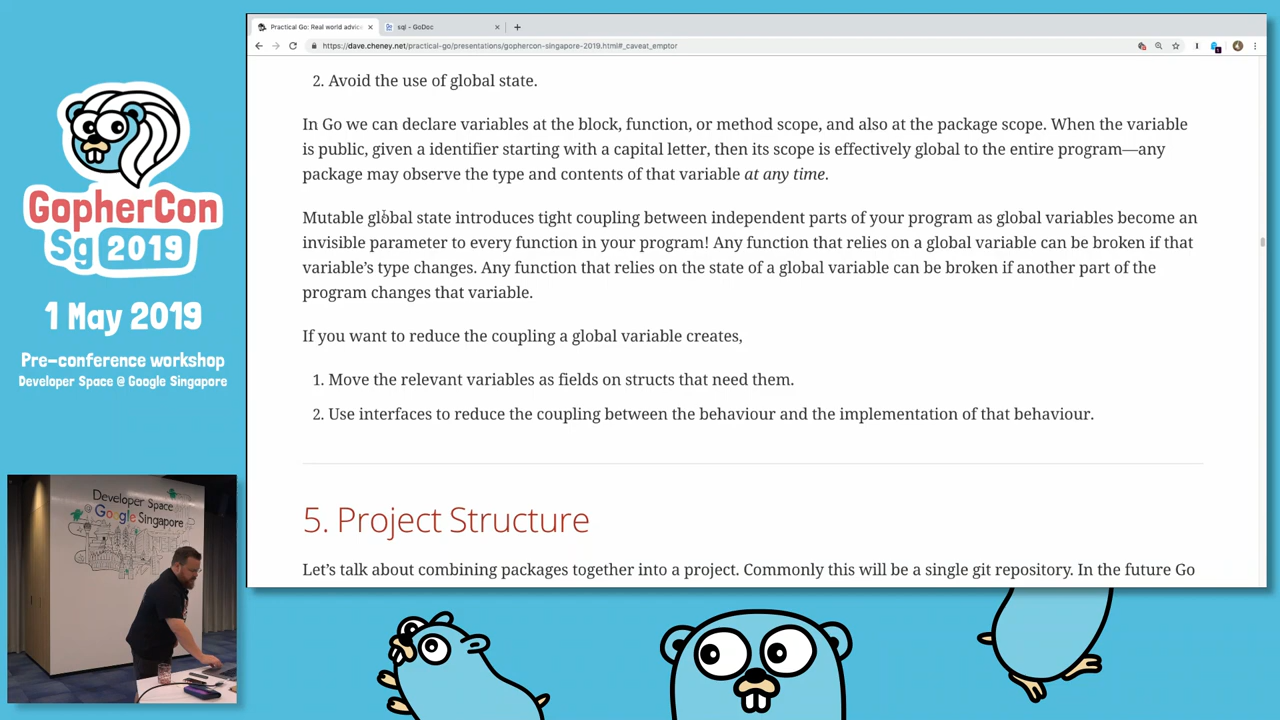 Practical Go: Real world advic
sql - GoDoc
https://dave.cheney.net/practical-go/presentations/gophercon-singapore-2019.html#_caveat_emptor
2. Avoid the use of global state.
In Go we can declare variables at the block, function, or method scope, and also at the package scope. When the variable
is public, given a identifier starting with a capital letter, then its scope is effectively global to the entire program—any
package may observe the type and contents of that variable at any time.
Mutable global state introduces tight coupling between independent parts of your program as global variables become an
invisible parameter to every function in your program! Any function that relies on a global variable can be broken if that
variable’s type changes. Any function that relies on the state of a global variable can be broken if another part of the
program changes that variable.
If you want to reduce the coupling a global variable creates,
1. Move the relevant variables as fields on structs that need them.
2. Use interfaces to reduce the coupling between the behaviour and the implementation of that behaviour.
5. Project Structure
Let’s talk about combining packages together into a project. Commonly this will be a single git repository. In the future Go
GopherCon
Sg 2019
1 May 2019
Pre-conference workshop
Developer Space @ Google Singapore
Developer Space
@ Google Singapore